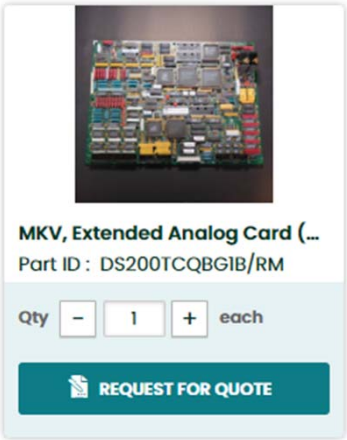 MKV, Extended Analog Card (...
Part ID : DS200TCQBG1B/RM
Qty - 1 + each
REQUEST FOR QUOTE